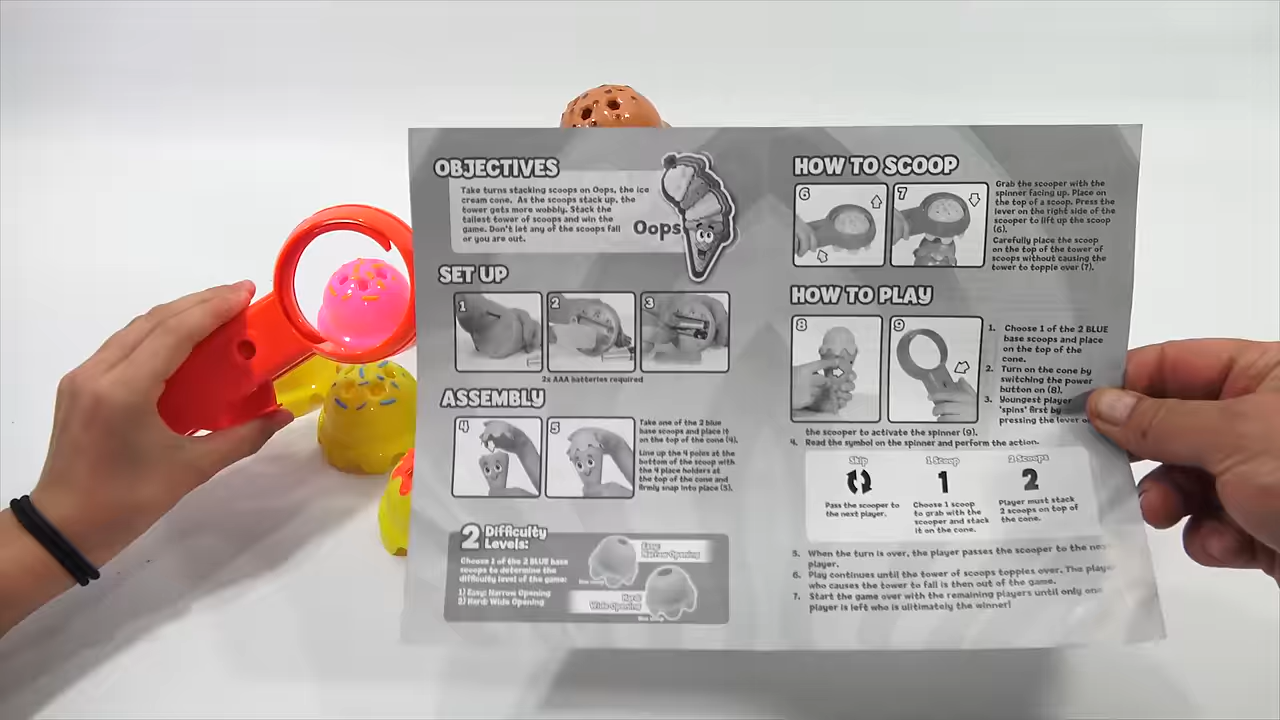 OBJECTIVES
Take turns stacking scoops on Oops, the ice
cream cone. As the scoops stack up, the
tower gets more wobbly. Stack the
tallest tower of scoops and win the
game. Don't let any of the scoops fall
or you are out.
Oops
SET UP
1
2
3
2x AAA batteries required
ASSEMBLY
4
5
Take one of the 2 blue
base scoops and place it
on the top of the cone (4).
Line up the 4 poles at the
bottom of the scoop with
the 4 place holders at
the top of the cone and
firmly snap into place (5).
2 Difficulty
Levels:
Choose 1 of the 2 BLUE base
scoops to determine the
difficulty level of the game:
1) Easy: Narrow Opening
2) Hard: Wide Opening
Easy:
Narrow Opening
Hard:
Wide Opening
HOW TO SCOOP
6
7
Grab the scooper with the
spinner facing up. Place
on the top of a scoop. Press the
lever on the right side of the
scooper to lift up the scoop
(6).
Carefully place the scoop
on the top of the tower of
scoops without causing the
tower to topple over (7).
HOW TO PLAY
8
9
1. Choose 1 of the 2 BLUE
base scoops and place
on the top of the
cone.
2. Turn on the cone by
switching the power
button on (8).
3. Youngest player
'spins' first by
pressing the lever on
the scooper to activate the spinner (9).
4. Read the symbol on the spinner and perform the action.
Skip
Pass the scooper to
the next player.
1 Scoop
1
Choose 1 scoop
to grab with the
scooper and stack
it on the cone.
2 Scoops
2
Player must stack
2 scoops on top of
the cone.
5. When the turn is over, the player passes the scooper to the
player.
6. Play continues until the tower of scoops topples over. The
who causes the tower to fall is then out of the game.
7. Start the game over with the remaining players until only one
player is left who is ulitimately the winner!